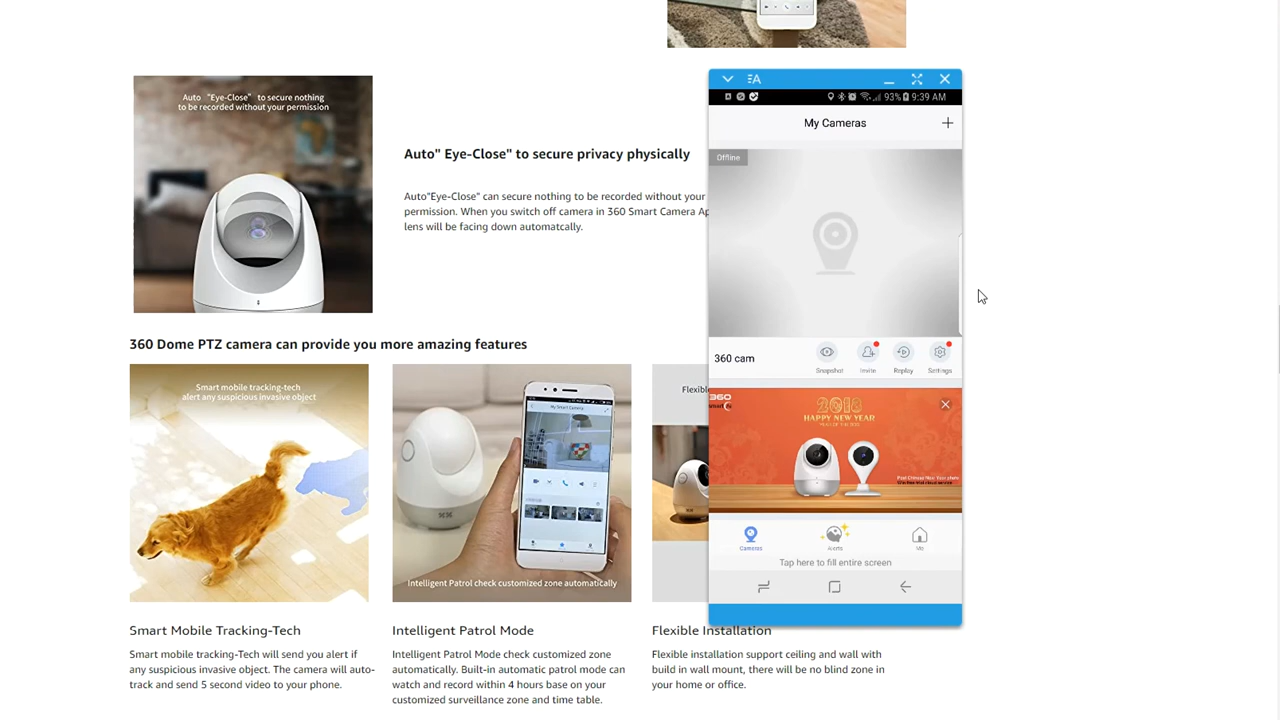 Auto "Eye-Close" to secure nothing
to be recorded without your permission
Auto" Eye-Close" to secure privacy physically
Auto"Eye-Close" can secure nothing to be recorded without your
permission. When you switch off camera in 360 Smart Camera Ap
lens will be facing down automatcally.
360 Dome PTZ camera can provide you more amazing features
Smart mobile tracking-tech
alert any suspicious invasive object
My Smart Camera
Intelligent Patrol check customized zone automatically
Flexibl
Smart Mobile Tracking-Tech
Smart mobile tracking-Tech will send you alert if
any suspicious invasive object. The camera will auto-
track and send 5 second video to your phone.
Intelligent Patrol Mode
Intelligent Patrol Mode check customized zone
automatically. Built-in automatic patrol mode can
watch and record within 4 hours base on your
customized surveillance zone and time table.
Flexible Installation
Flexible installation support ceiling and wall with
build in wall mount, there will be no blind zone in
your home or office.
93% 9:39 AM
My Cameras
Offline
360 cam
Snapshot
Invite
Replay
Settings
360
2018
HAPPY NEW YEAR
Cameras
Alerts
Me
Tap here to fill entire screen